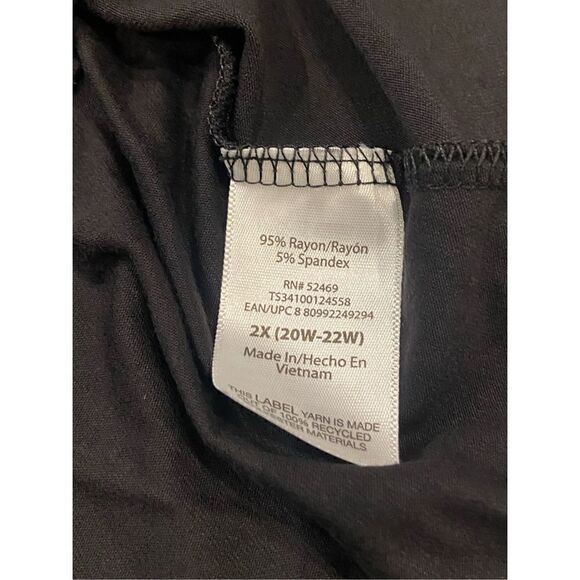 95% Rayon/Rayón
5% Spandex
RN# 52469
TS34100124558
EAN/UPC 8 80992249294
2X (20W-22W)
Made In/Hecho En
Vietnam
THIS LABEL YARN IS MADE
OUT OF 100% RECYCLED
POLYESTER MATERIALS